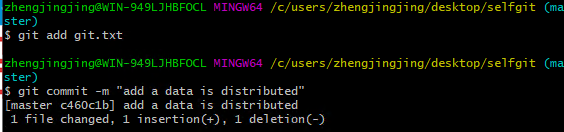 zhengjingjing@WIN-949LJHBFOCL MINGW64 /c/users/zhengjingjing/desktop/selfgit (ma
ster)
$ git add git.txt
zhengjingjing@WIN-949LJHBFOCL MINGW64 /c/users/zhengjingjing/desktop/selfgit (ma
ster)
$ git commit -m "add a data is distributed"
[master c460c1b] add a data is distributed
 1 file changed, 1 insertion(+), 1 deletion(-)